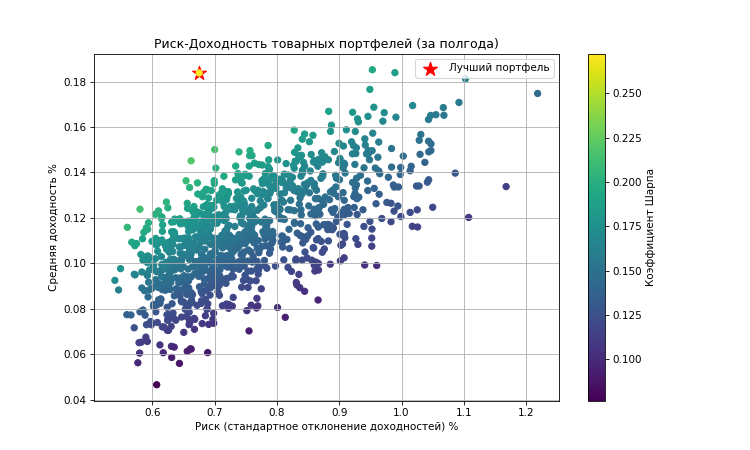 Риск-Доходность товарных портфелей (за полгода)
Лучший портфель
Средняя доходность %
0.18
0.16
0.14
0.12
0.10
0.08
0.06
0.04
0.6 0.7 0.8 0.9 1.0 1.1 1.2
Риск (стандартное отклонение доходностей) %
0.250
0.225
0.200
0.175
0.150
0.125
0.100
Коэффициент Шарпа